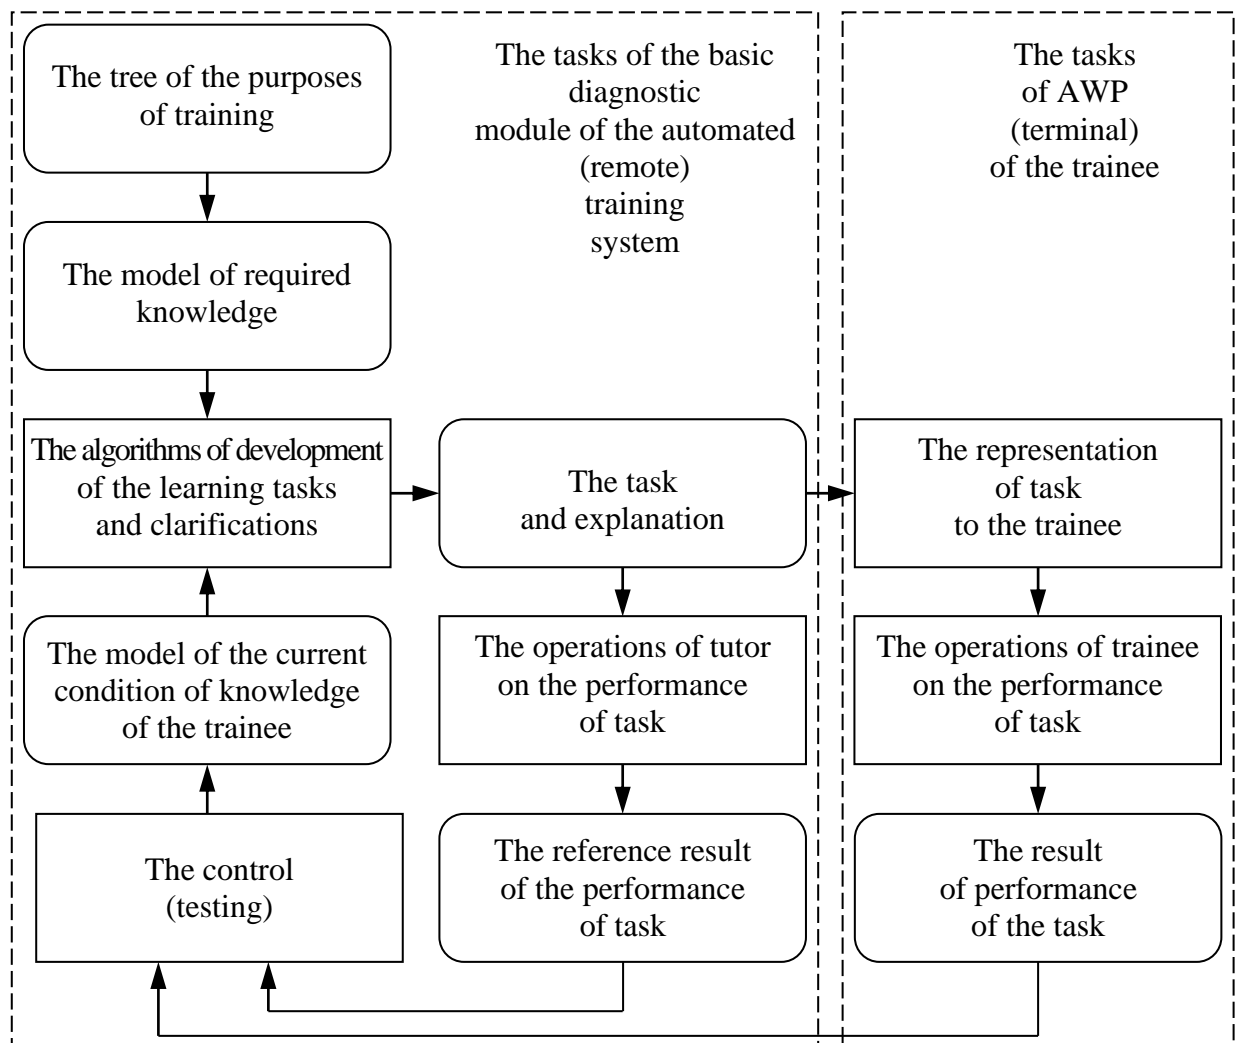 The tree of the purposes
of training
The tasks of the basic
diagnostic
module of the automated
(remote)
training
system
The tasks
of AWP
(terminal)
of the trainee
The model of required
knowledge
The algorithms of development
of the learning tasks
and clarifications
The task
and explanation
The representation
of task
to the trainee
The model of the current
condition of knowledge
of the trainee
The operations of tutor
on the performance
of task
The operations of trainee
on the performance
of task
The control
(testing)
The reference result
of the performance
of task
The result
of performance
of the task